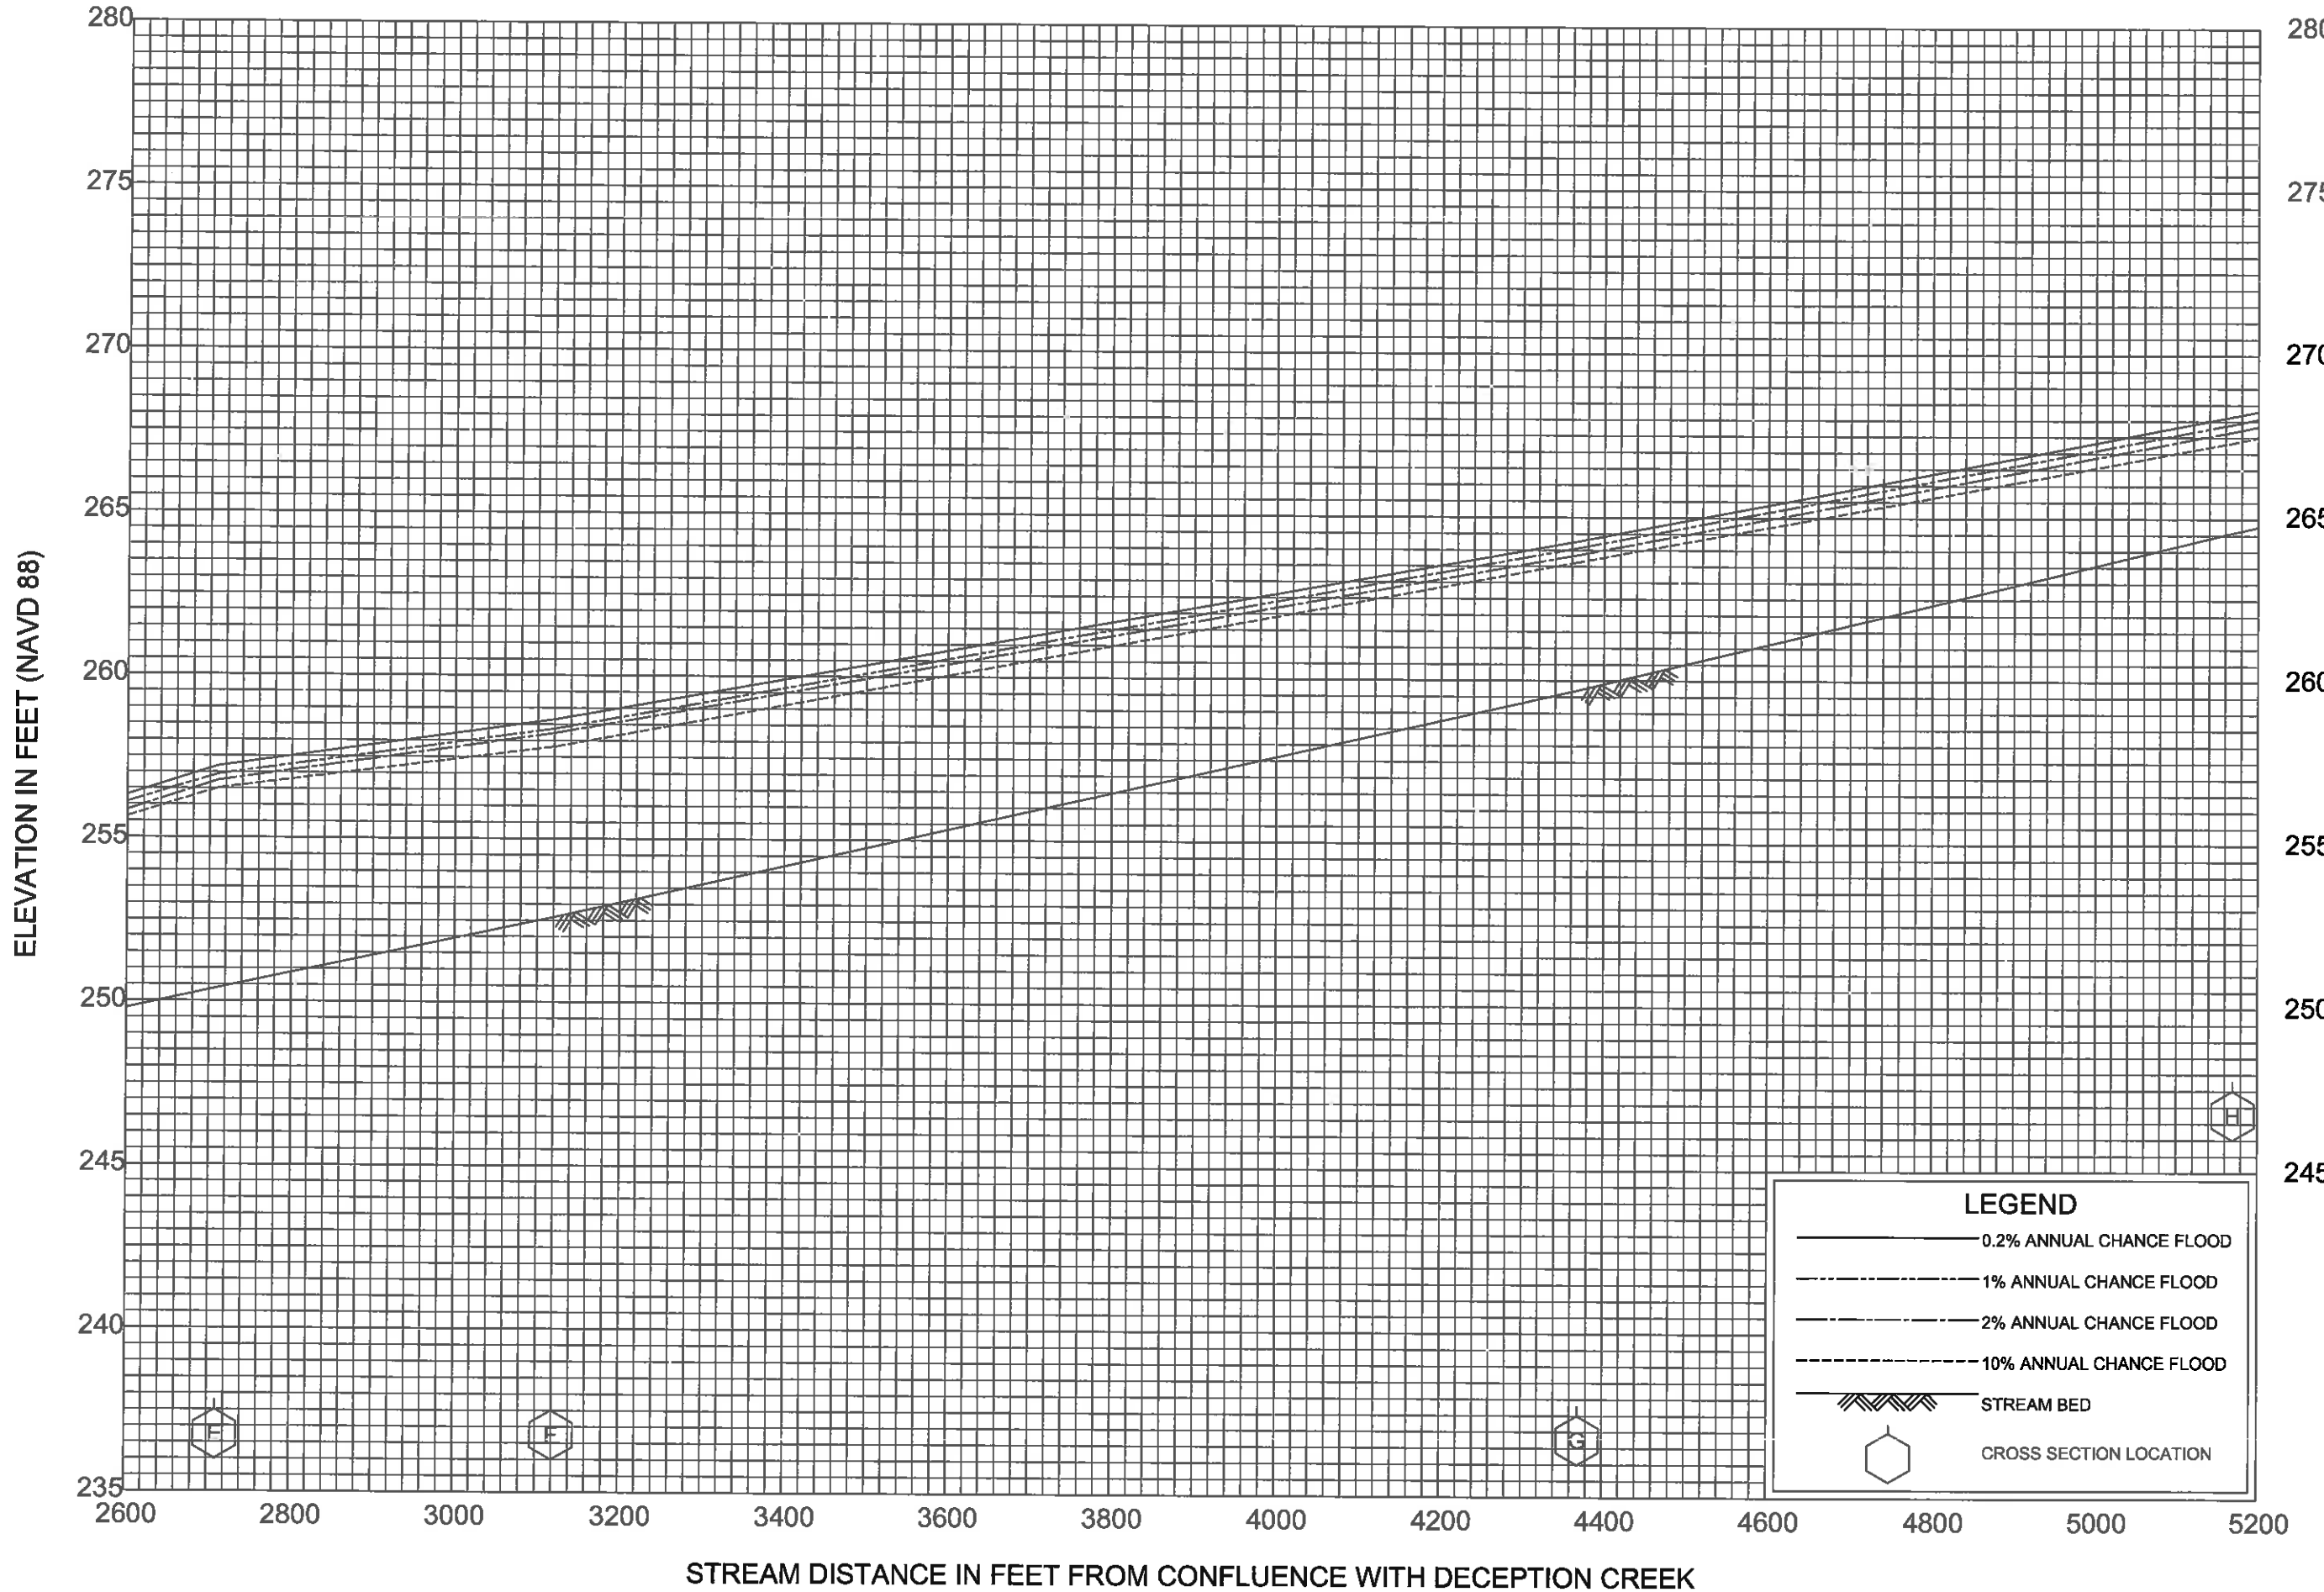 280
275
270
265
260
255
250
245
240
235
280
275
270
265
260
255
250
245
ELEVATION IN FEET (NAVD 88)
2600 2800 3000 3200 3400 3600 3800 4000 4200 4400 4600 4800 5000 5200
STREAM DISTANCE IN FEET FROM CONFLUENCE WITH DECEPTION CREEK
E
F
G
H
LEGEND
0.2% ANNUAL CHANCE FLOOD
1% ANNUAL CHANCE FLOOD
2% ANNUAL CHANCE FLOOD
10% ANNUAL CHANCE FLOOD
STREAM BED
CROSS SECTION LOCATION